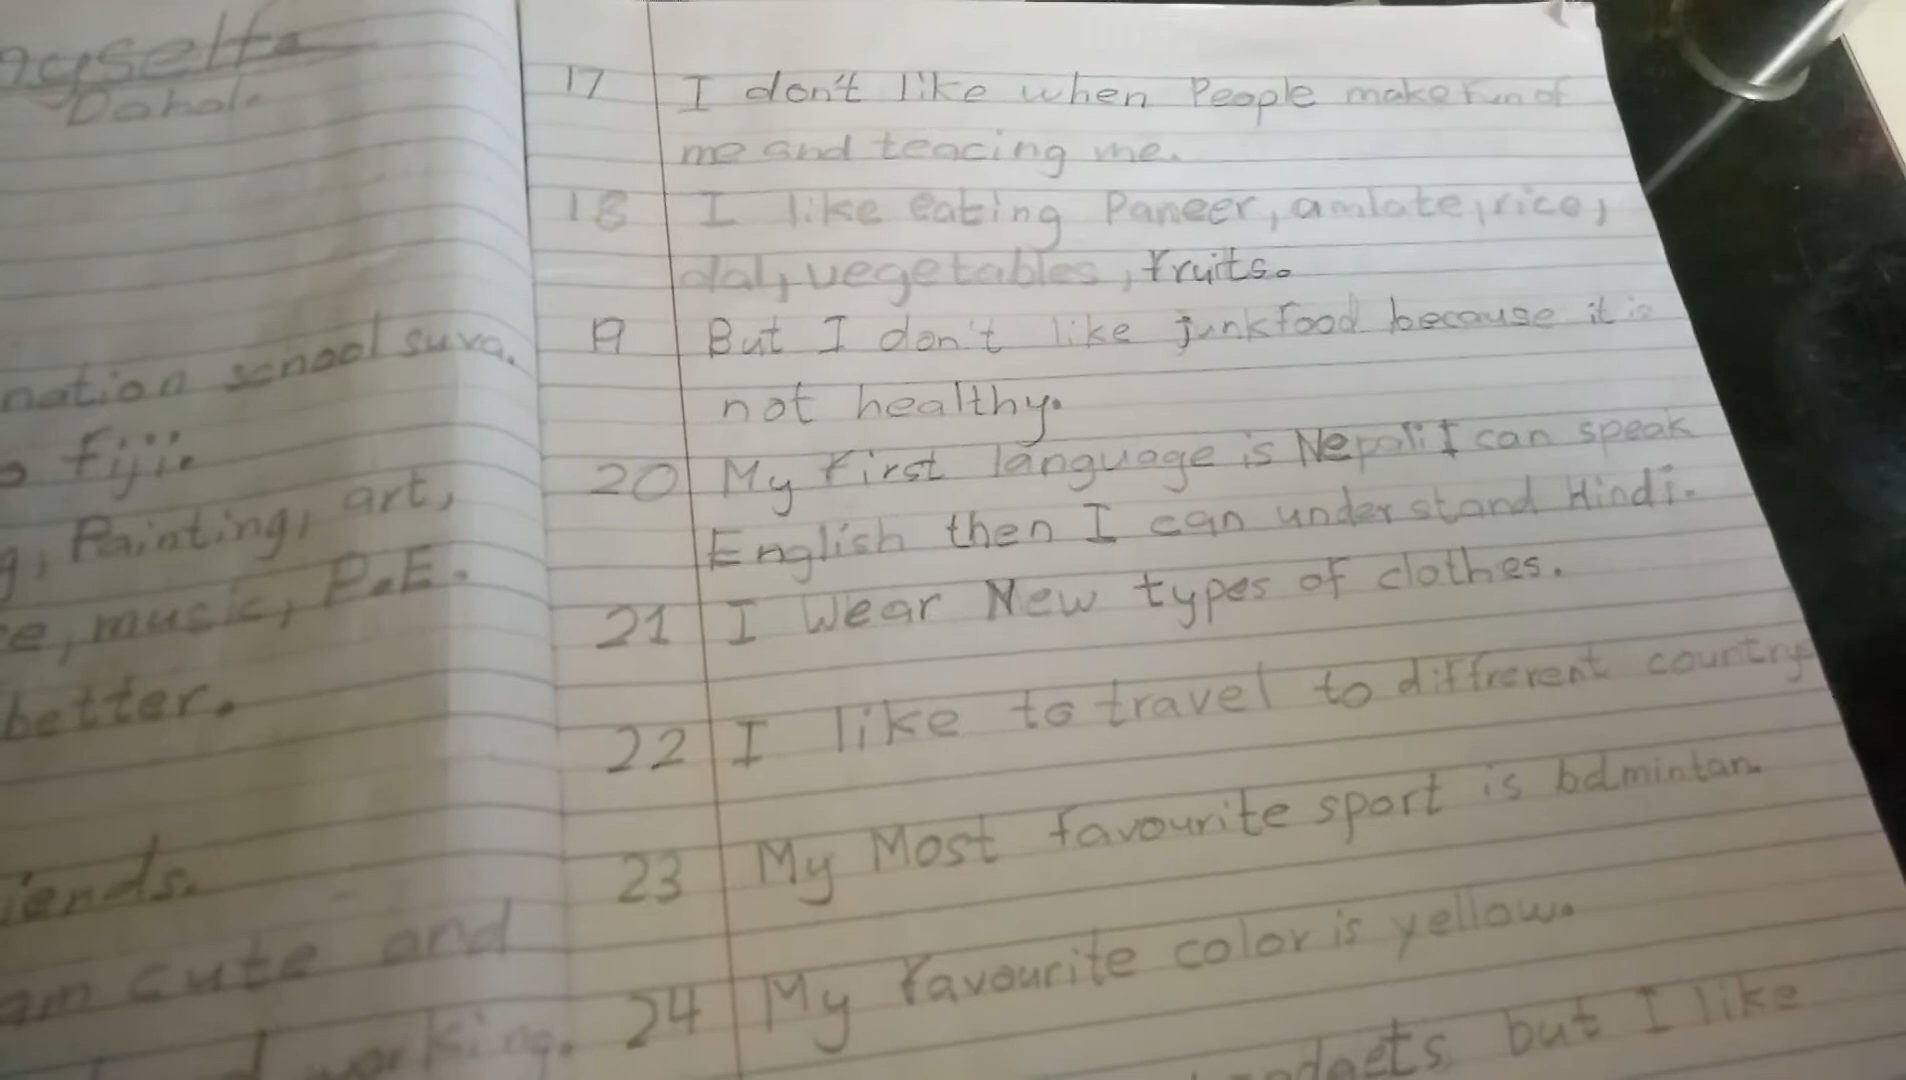 myself
Dahal.
nation school suva.
Fiji.
, Painting, art,
music, P.E.
better.
iends.
am cute and
working.
17 I don't like when People make fun of
me and teacing me.
18 I like eating Paneer, amlate, rice,
dal, vegetables, fruits.
19 But I don't like junkfood because it is
not healthy.
20 My first language is Nepali I can speak
English then I can understand Hindi.
21 I Wear New types of clothes.
22 I like to travel to diffrerent country
23 My Most favourite sport is bdmintan.
24 My favourite color is yellow.
but I like